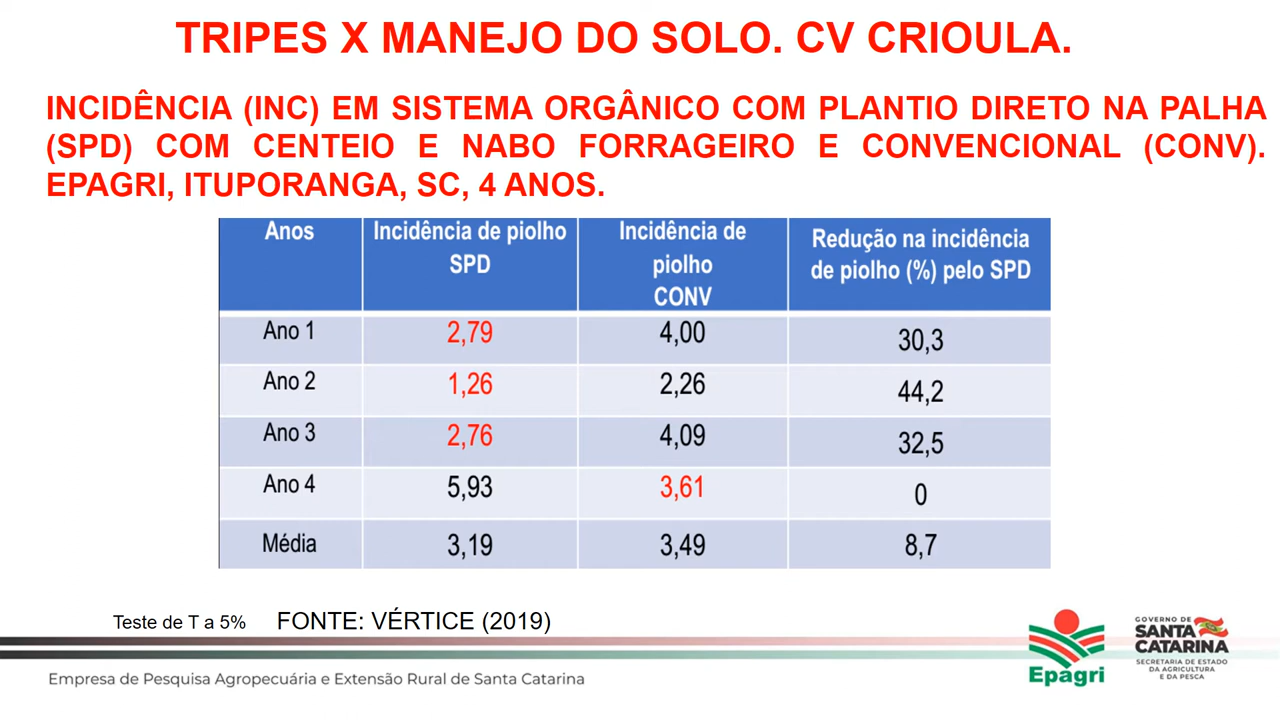 TRIPES X MANEJO DO SOLO. CV CRIOULA.
INCIDÊNCIA (INC) EM SISTEMA ORGÂNICO COM PLANTIO DIRETO NA PALHA
(SPD) COM CENTEIO E NABO FORRAGEIRO E CONVENCIONAL (CONV).
EPAGRI, ITUPORANGA, SC, 4 ANOS.
Anos
Incidência de piolho
SPD
Incidência de
piolho
CONV
Redução na incidência
de piolho (%) pelo SPD
Ano 1 2,79 4,00 30,3
Ano 2 1,26 2,26 44,2
Ano 3 2,76 4,09 32,5
Ano 4 5,93 3,61 0
Média 3,19 3,49 8,7
Teste de T a 5% FONTE: VÉRTICE (2019)
Empresa de Pesquisa Agropecuária e Extensão Rural de Santa Catarina
Epagri
GOVERNO DE
SANTA
CATARINA
SECRETARIA DE ESTADO
DA AGRICULTURA
E DA PESCA